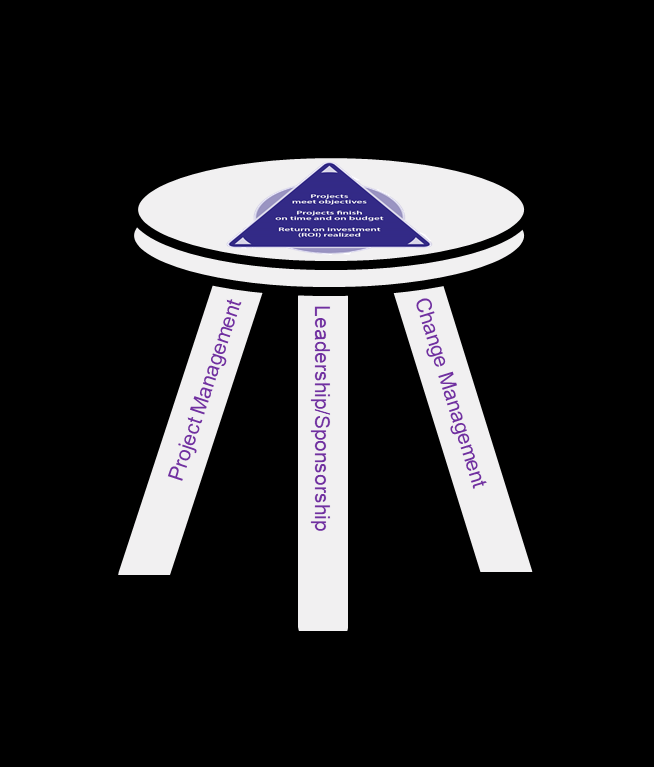 Projects
meet objectives
Projects finish
on time and on budget
Return on investment
(ROI) realized
Project Management
Leadership/Sponsorship
Change Management